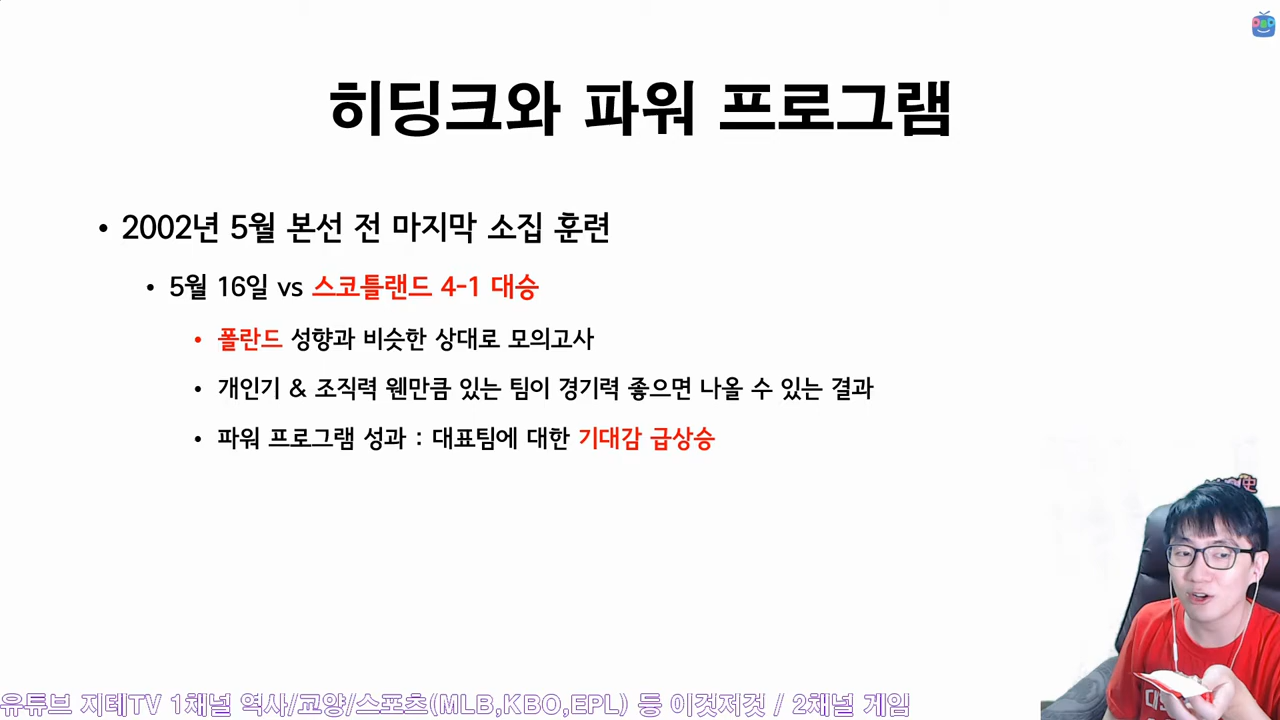 히딩크와 파워 프로그램
• 2002년 5월 본선 전 마지막 소집 훈련
• 5월 16일 vs 스코틀랜드 4-1 대승
• 폴란드 성향과 비슷한 상대로 모의고사
• 개인기 & 조직력 웬만큼 있는 팀이 경기력 좋으면 나올 수 있는 결과
• 파워 프로그램 성과 : 대표팀에 대한 기대감 급상승
유튜브 지테TV 1채널 역사/교양/스포츠(MLB,KBO,EPL) 등 이것저것 / 2채널 게임